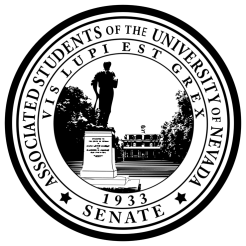 ASSOCIATED STUDENTS OF THE UNIVERSITY OF NEVADA
VIS LUPI EST GREX
1933
SENATE